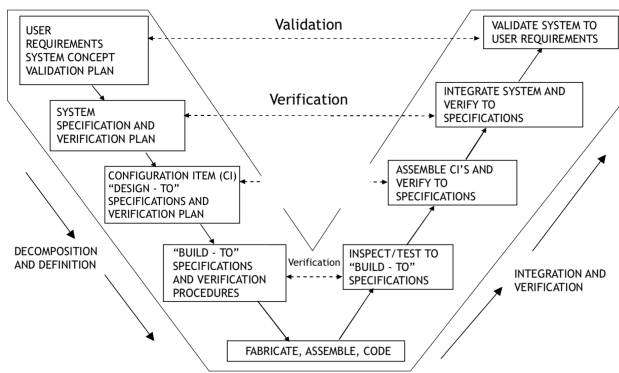 Validation
USER
REQUIREMENTS
SYSTEM CONCEPT
VALIDATION PLAN
VALIDATE SYSTEM TO
USER REQUIREMENTS
Verification
SYSTEM
SPECIFICATION AND
VERIFICATION PLAN
INTEGRATE SYSTEM AND
VERIFY TO
SPECIFICATIONS
CONFIGURATION ITEM (CI)
“DESIGN - TO”
SPECIFICATIONS AND
VERIFICATION PLAN
ASSEMBLE CI’S AND
VERIFY TO
SPECIFICATIONS
DECOMPOSITION
AND DEFINITION
“BUILD - TO”
SPECIFICATIONS
AND VERIFICATION
PROCEDURES
Verification
INSPECT/TEST TO
“BUILD - TO”
SPECIFICATIONS
INTEGRATION AND
VERIFICATION
FABRICATE, ASSEMBLE, CODE